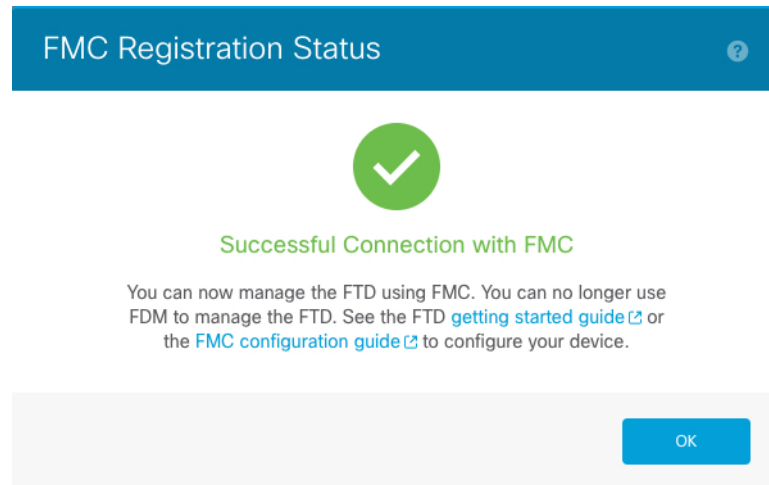 FMC Registration Status
?
Successful Connection with FMC
You can now manage the FTD using FMC. You can no longer use
FDM to manage the FTD. See the FTD getting started guide or
the FMC configuration guide to configure your device.
OK